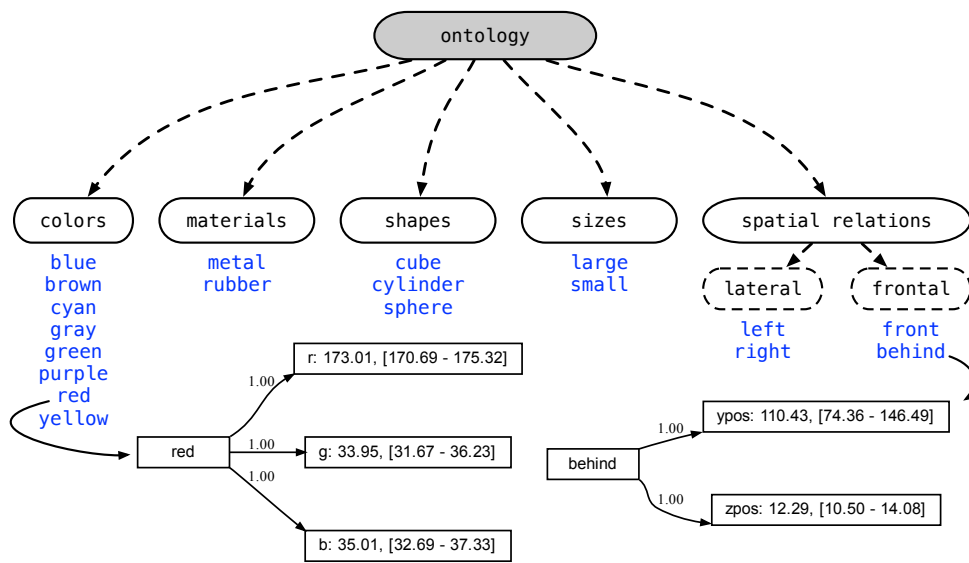 ontology
colors
materials
shapes
sizes
spatial relations
blue
brown
cyan
gray
green
purple
red
yellow
metal
rubber
cube
cylinder
sphere
large
small
lateral
frontal
left
right
front
behind
red
1.00
r: 173.01, [170.69 - 175.32]
1.00
g: 33.95, [31.67 - 36.23]
1.00
b: 35.01, [32.69 - 37.33]
behind
1.00
ypos: 110.43, [74.36 - 146.49]
1.00
zpos: 12.29, [10.50 - 14.08]